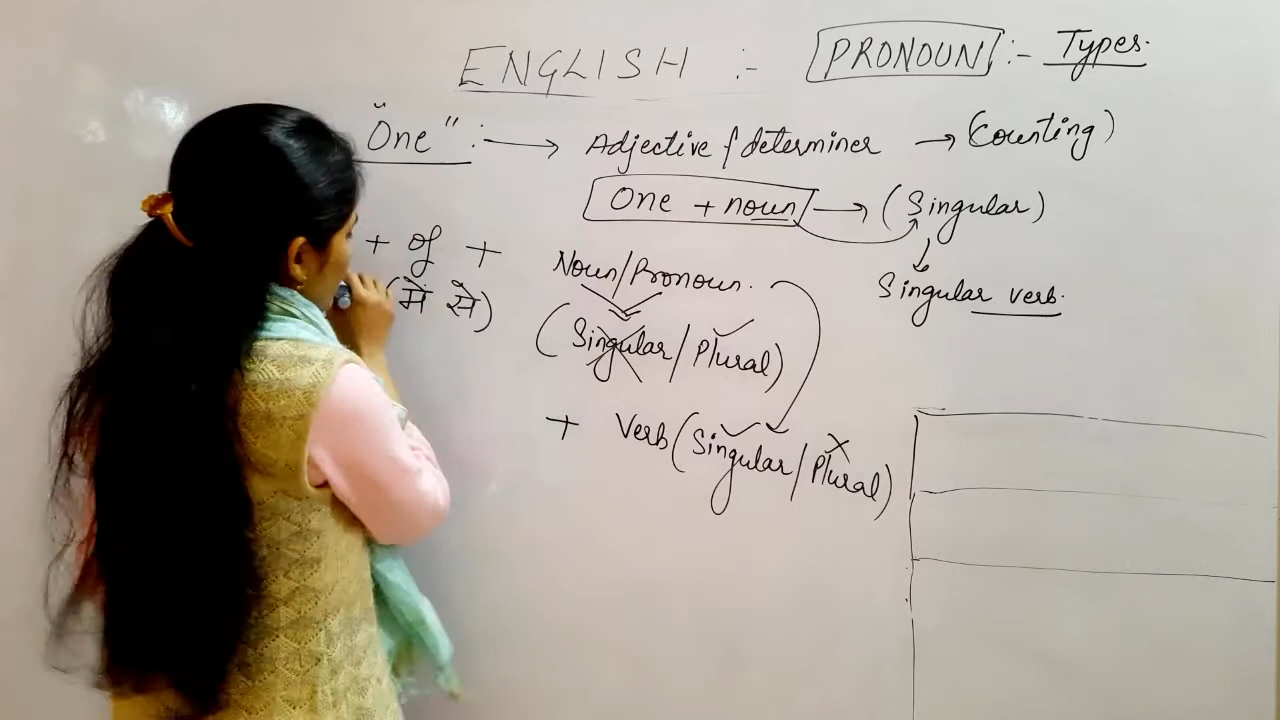 ENGLISH :- PRONOUN :- Types.
"One" : → Adjective / determiner → (Counting)
One + noun → (Singular)
Singular verb.
+ of + Noun/Pronoun.
(में से)
(Singular / Plural)
+ Verb (Singular / Plural)